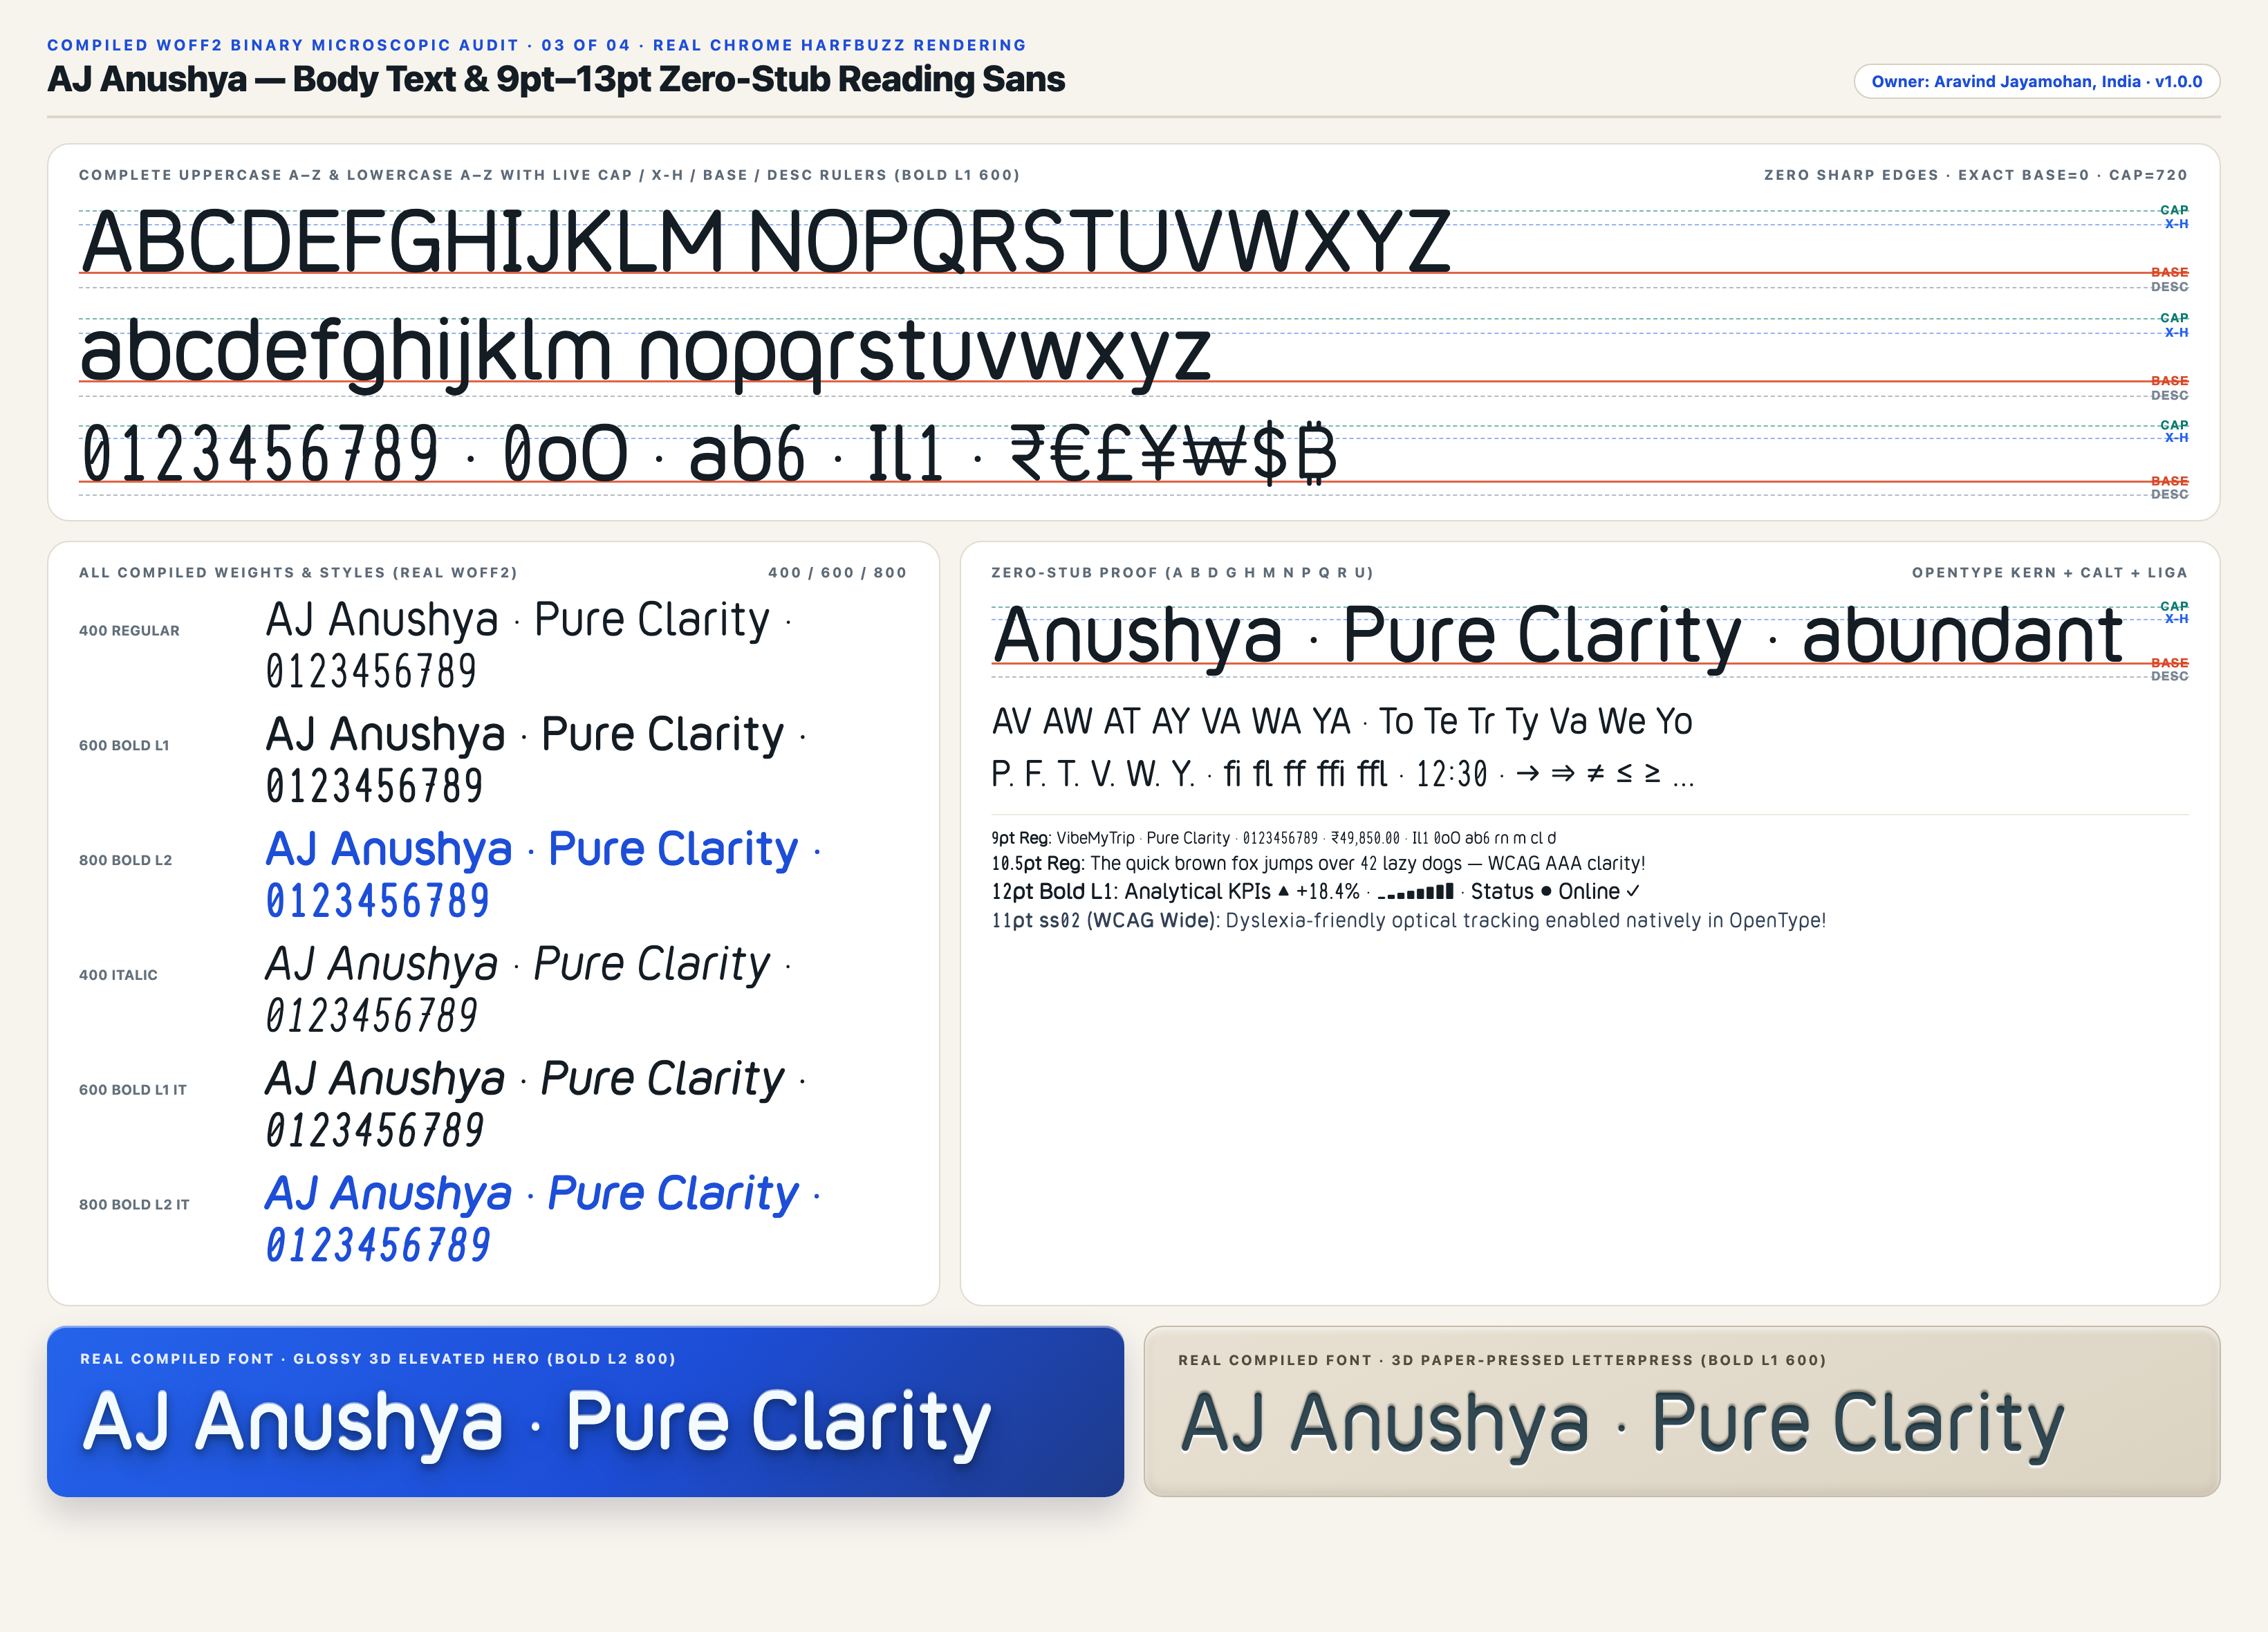 COMPILED WOFF2 BINARY MICROSCOPIC AUDIT · 03 OF 04 · REAL CHROME HARFBUZZ RENDERING
AJ Anushya — Body Text & 9pt–13pt Zero-Stub Reading Sans
Owner: Aravind Jayamohan, India · v1.0.0
COMPLETE UPPERCASE A–Z & LOWERCASE A–Z WITH LIVE CAP / X-H / BASE / DESC RULERS (BOLD L1 600)
ZERO SHARP EDGES · EXACT BASE=0 · CAP=720
ABCDEFGHIJKLM NOPQRSTUVWXYZ
CAP
X-H
BASE
DESC
abcdefghijklm nopqrstuvwxyz
CAP
X-H
BASE
DESC
0123456789 · 0oO · ab6 · Il1 · ₹€£¥₩$₿
CAP
X-H
BASE
DESC
ALL COMPILED WEIGHTS & STYLES (REAL WOFF2)
400 / 600 / 800
400 REGULAR
AJ Anushya · Pure Clarity ·
0123456789
600 BOLD L1
AJ Anushya · Pure Clarity ·
0123456789
800 BOLD L2
AJ Anushya · Pure Clarity ·
0123456789
400 ITALIC
AJ Anushya · Pure Clarity ·
0123456789
600 BOLD L1 IT
AJ Anushya · Pure Clarity ·
0123456789
800 BOLD L2 IT
AJ Anushya · Pure Clarity ·
0123456789
ZERO-STUB PROOF (A B D G H M N P Q R U)
OPENTYPE KERN + CALT + LIGA
Anushya · Pure Clarity · abundant
CAP
X-H
BASE
DESC
AV AW AT AY VA WA YA · To Te Tr Ty Va We Yo
P. F. T. V. W. Y. · fi fl ff ffi ffl · 12:30 · → ⇒ ≠ ≤ ≥ …
9pt Reg: VibeMyTrip · Pure Clarity · 0123456789 · ₹49,850.00 · Il1 0oO ab6 rn m cl d
10.5pt Reg: The quick brown fox jumps over 42 lazy dogs — WCAG AAA clarity!
12pt Bold L1: Analytical KPIs ▲ +18.4% · ▁▂▃▄▅▆▇█ · Status ● Online ✓
11pt ss02 (WCAG Wide): Dyslexia-friendly optical tracking enabled natively in OpenType!
REAL COMPILED FONT · GLOSSY 3D ELEVATED HERO (BOLD L2 800)
AJ Anushya · Pure Clarity
REAL COMPILED FONT · 3D PAPER-PRESSED LETTERPRESS (BOLD L1 600)
AJ Anushya · Pure Clarity